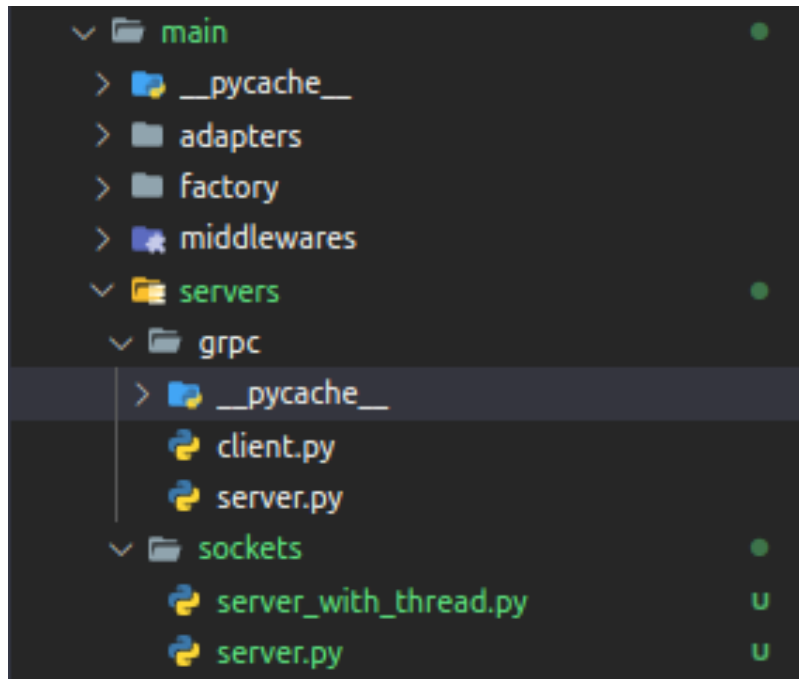 main
__pycache__
adapters
factory
middlewares
servers
grpc
__pycache__
client.py
server.py
sockets
server_with_thread.py U
server.py U